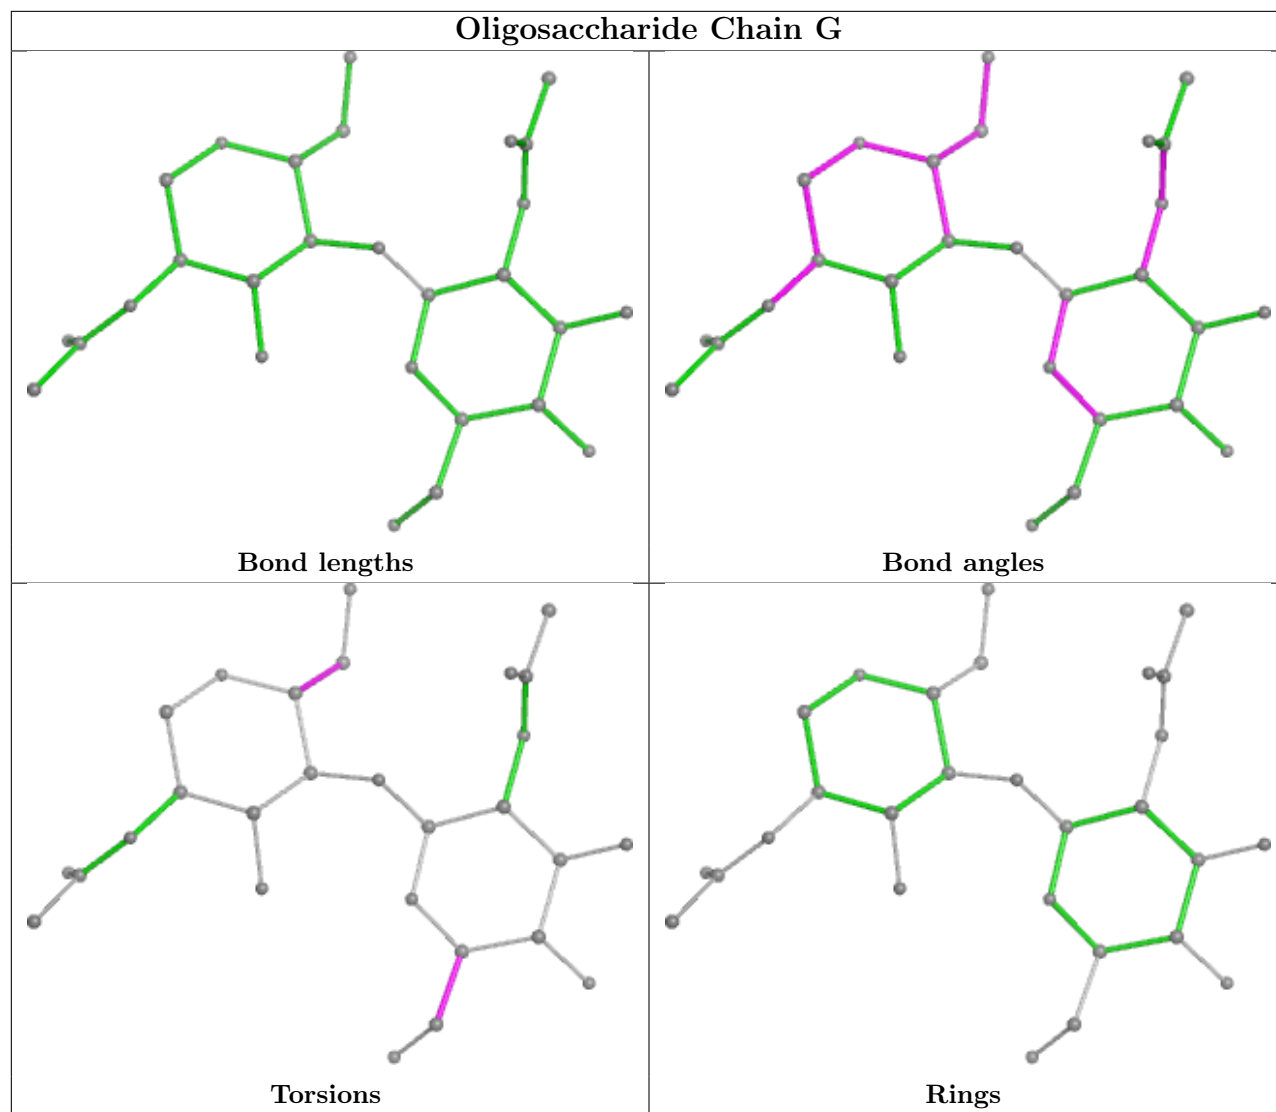 Oligosaccharide Chain G
Bond lengths
Bond angles
Torsions
Rings